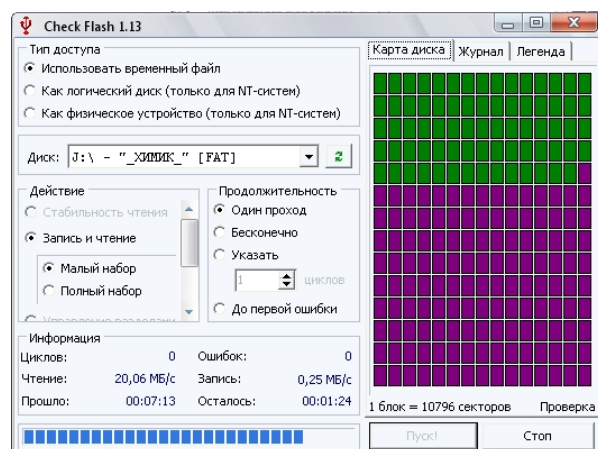 Check Flash 1.13
Тип доступа
Использовать временный файл
Как логический диск (только для NT-систем)
Как физическое устройство (только для NT-систем)
Диск: J:\ - "_ХИМИК_" [FAT]
Действие
Стабильность чтения
Запись и чтение
Малый набор
Полный набор
Управление разделами
Продолжительность
Один проход
Бесконечно
Указать
1 циклов
До первой ошибки
Информация
Циклов: 0 Ошибок: 0
Чтение: 20,06 МБ/с Запись: 0,25 МБ/с
Прошло: 00:07:13 Осталось: 00:01:24
Карта диска Журнал Легенда
1 блок = 10796 секторов Проверка
Пуск! Стоп